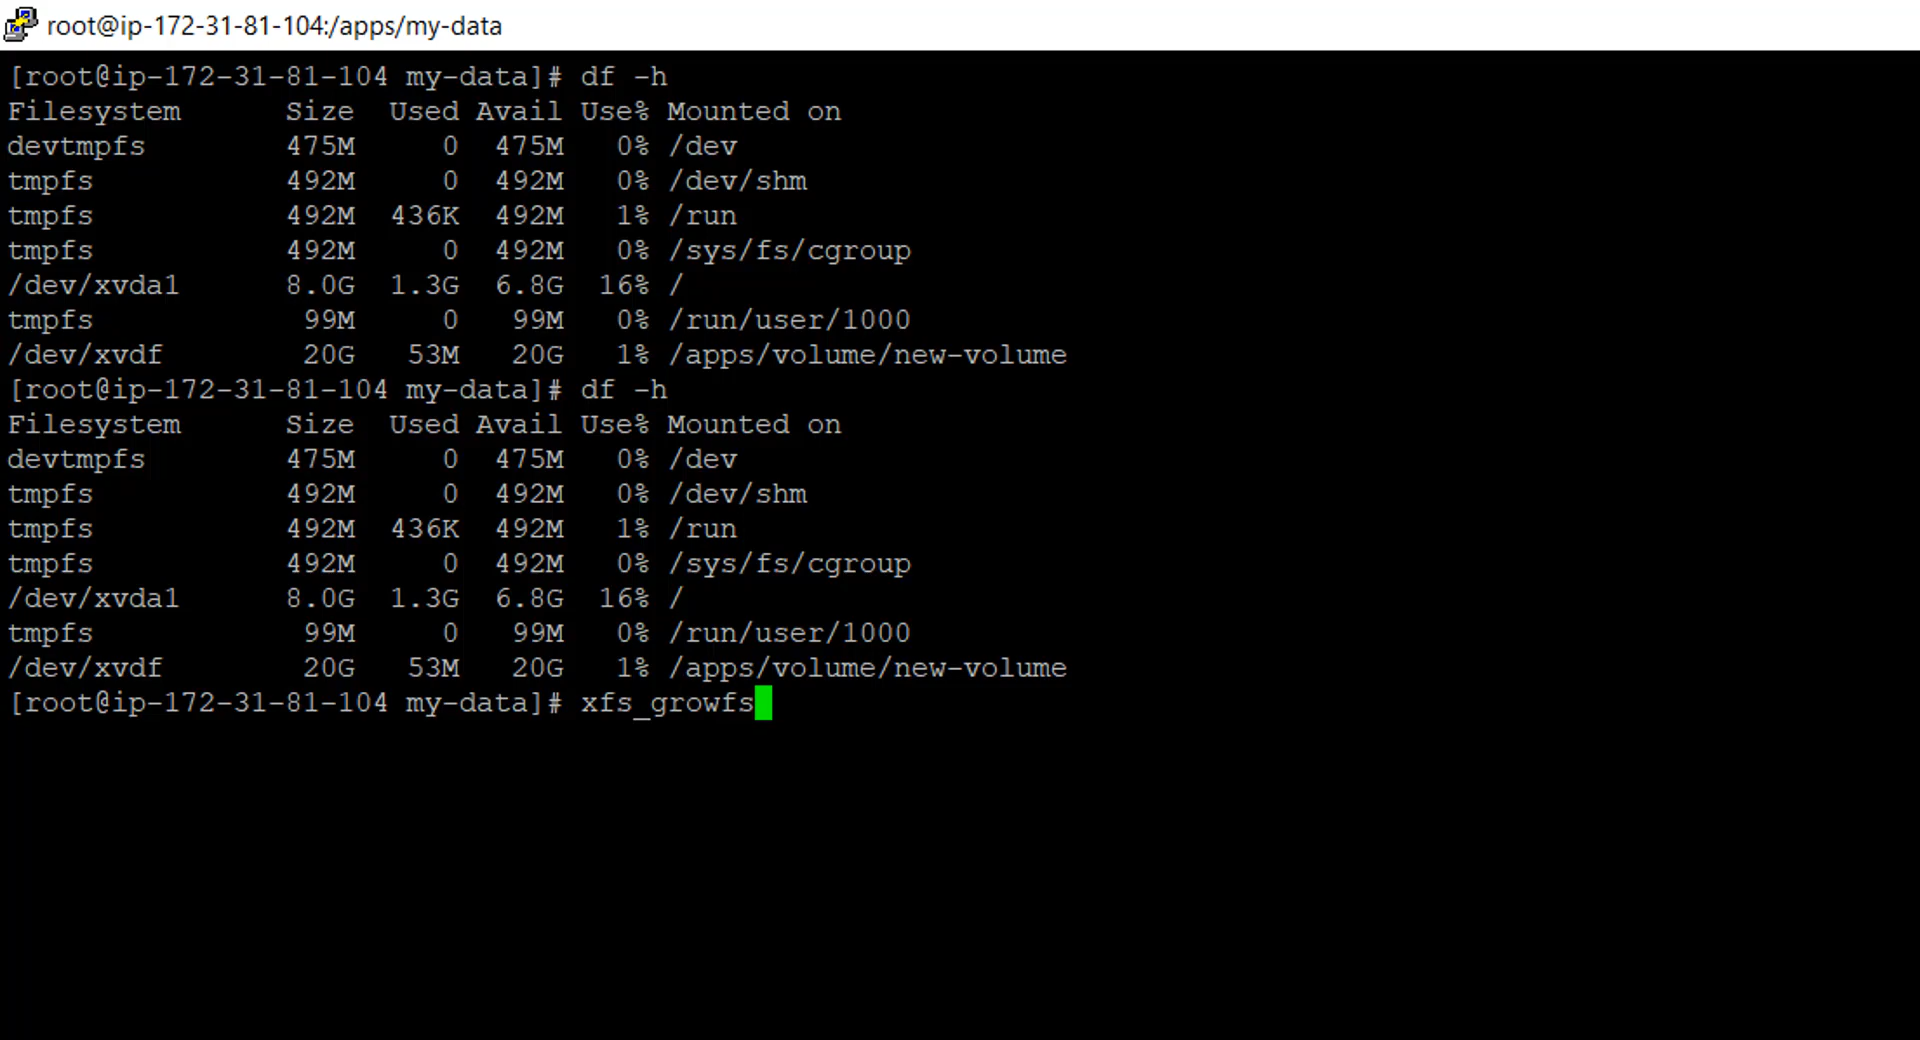 root@ip-172-31-81-104:/apps/my-data
[root@ip-172-31-81-104 my-data]# df -h
Filesystem      Size  Used Avail Use% Mounted on
devtmpfs        475M     0  475M   0% /dev
tmpfs           492M     0  492M   0% /dev/shm
tmpfs           492M  436K  492M   1% /run
tmpfs           492M     0  492M   0% /sys/fs/cgroup
/dev/xvda1      8.0G  1.3G  6.8G  16% /
tmpfs            99M     0   99M   0% /run/user/1000
/dev/xvdf        20G   53M   20G   1% /apps/volume/new-volume
[root@ip-172-31-81-104 my-data]# df -h
Filesystem      Size  Used Avail Use% Mounted on
devtmpfs        475M     0  475M   0% /dev
tmpfs           492M     0  492M   0% /dev/shm
tmpfs           492M  436K  492M   1% /run
tmpfs           492M     0  492M   0% /sys/fs/cgroup
/dev/xvda1      8.0G  1.3G  6.8G  16% /
tmpfs            99M     0   99M   0% /run/user/1000
/dev/xvdf        20G   53M   20G   1% /apps/volume/new-volume
[root@ip-172-31-81-104 my-data]# xfs_growfs